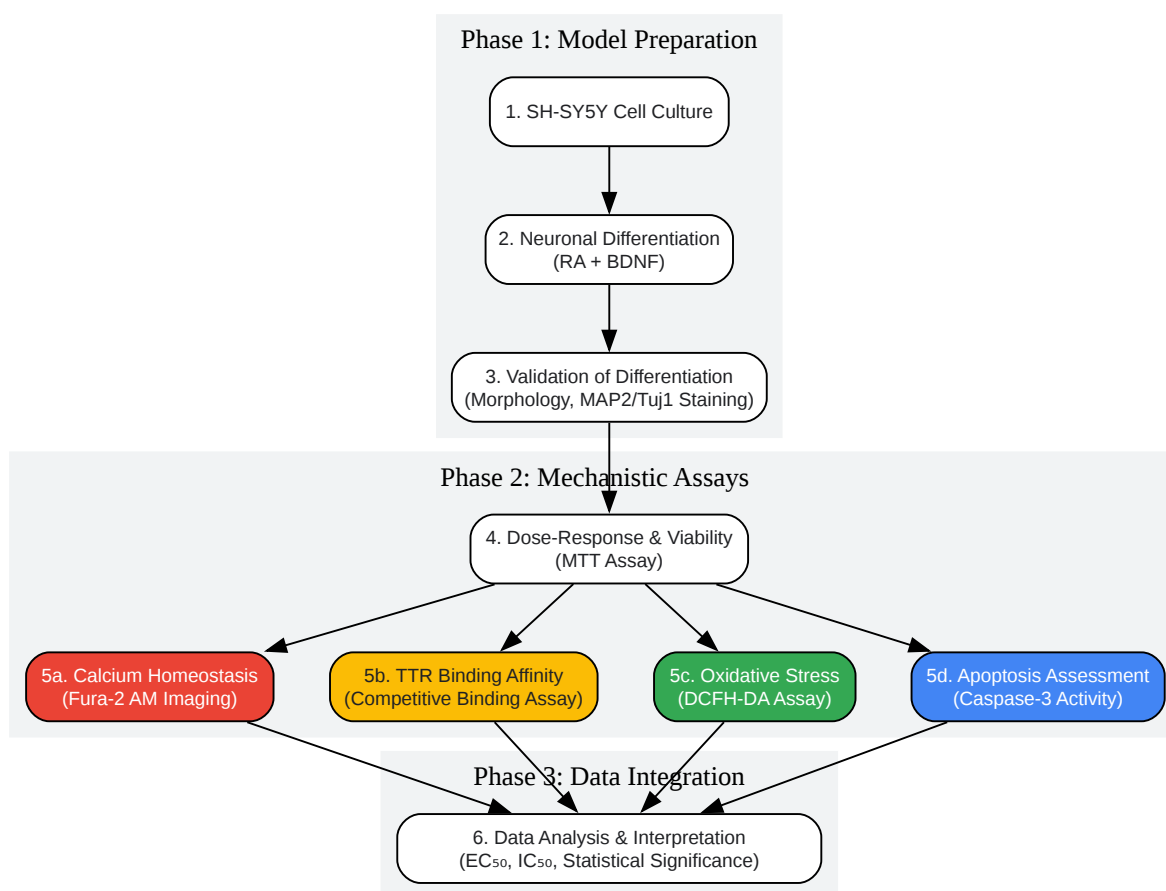 Phase 1: Model Preparation
1. SH-SY5Y Cell Culture
2. Neuronal Differentiation
(RA + BDNF)
3. Validation of Differentiation
(Morphology, MAP2/Tuj1 Staining)
Phase 2: Mechanistic Assays
4. Dose-Response & Viability
(MTT Assay)
5a. Calcium Homeostasis
(Fura-2 AM Imaging)
5b. TTR Binding Affinity
(Competitive Binding Assay)
5c. Oxidative Stress
(DCFH-DA Assay)
5d. Apoptosis Assessment
(Caspase-3 Activity)
Phase 3: Data Integration
6. Data Analysis & Interpretation
(EC₅₀, IC₅₀, Statistical Significance)